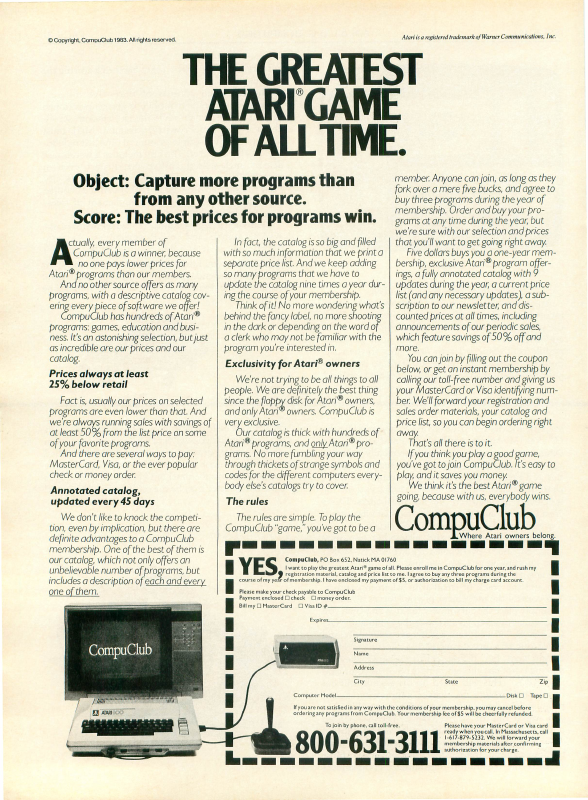 © Copyright, CompuClub 1983. All rights reserved.
Atari is a registered trademark of Warner Communications, Inc.
THE GREATEST
ATARI® GAME
OF ALL TIME.
Object: Capture more programs than
from any other source.
Score: The best prices for programs win.
Actually, every member of
CompuClub is a winner, because
no one pays lower prices for
Atari® programs than our members.
And no other source offers as many
programs, with a descriptive catalog cov-
ering every piece of software we offer!
CompuClub has hundreds of Atari®
programs: games, education and busi-
ness. It's an astonishing selection, but just
as incredible are our prices and our
catalog.
Prices always at least
25% below retail
Fact is, usually our prices on selected
programs are even lower than that. And
we're always running sales with savings of
at least 50% from the list price on some
of your favorite programs.
And there are several ways to pay:
MasterCard, Visa, or the ever popular
check or money order.
Annotated catalog,
updated every 45 days
We don't like to knock the competi-
tion, even by implication, but there are
definite advantages to a CompuClub
membership. One of the best of them is
our catalog, which not only offers an
unbelievable number of programs, but
includes a description of each and every
one of them.
In fact, the catalog is so big and filled
with so much information that we print a
separate price list. And we keep adding
so many programs that we have to
update the catalog nine times a year dur-
ing the course of your membership.
Think of it! No more wondering what's
behind the fancy label, no more shooting
in the dark or depending on the word of
a clerk who may not be familiar with the
program you're interested in.
Exclusivity for Atari® owners
We're not trying to be all things to all
people. We are definitely the best thing
since the floppy disk for Atari® owners,
and only Atari® owners. CompuClub is
very exclusive.
Our catalog is thick with hundreds of
Atari® programs, and only Atari® pro-
grams. No more fumbling your way
through thickets of strange symbols and
codes for the different computers every-
body else's catalogs try to cover.
The rules
The rules are simple. To play the
CompuClub "game," you've got to be a
member. Anyone can join, as long as they
fork over a mere five bucks, and agree to
buy three programs during the year of
membership. Order and buy your pro-
grams at any time during the year, but
we're sure with our selection and prices
that you'll want to get going right away.
Five dollars buys you a one-year mem-
bership, exclusive Atari® program offer-
ings, a fully annotated catalog with 9
updates during the year, a current price
list (and any necessary updates), a sub-
scription to our newsletter, and dis-
counted prices at all times, including
announcements of our periodic sales,
which feature savings of 50% off and
more.
You can join by filling out the coupon
below, or get an instant membership by
calling our toll-free number and giving us
your MasterCard or Visa identifying num-
ber. We'll forward your registration and
sales order materials, your catalog and
price list, so you can begin ordering right
away.
That's all there is to it.
If you think you play a good game,
you've got to join CompuClub. It's easy to
play, and it saves you money.
We think it's the best Atari® game
going, because with us, everybody wins.
CompuClub
Where Atari owners belong.
CompuClub
ATARI 800
YES,
CompuClub, PO Box 652, Natick MA 01760
I want to play the greatest Atari® game of all. Please enroll me in CompuClub for one year, and rush my
registration material, catalog and price list to me. I agree to buy any three programs during the
course of my year of membership. I have enclosed my payment of $5, or authorization to bill my charge card account.
Please make your check payable to CompuClub
Payment enclosed □ check □ money order.
Bill my □ MasterCard □ Visa ID #
Expires
Signature
Name
Address
City State Zip
Computer Model Disk □ Tape □
If you are not satisfied in any way with the conditions of your membership, you may cancel before
ordering any programs from CompuClub. Your membership fee of $5 will be cheerfully refunded.
To join by phone, call toll-free.
800-631-3111
Please have your MasterCard or Visa card
ready when you call. In Massachusetts, call
1-617-879-5232. We will forward your
membership materials after confirming
authorization for your charge.